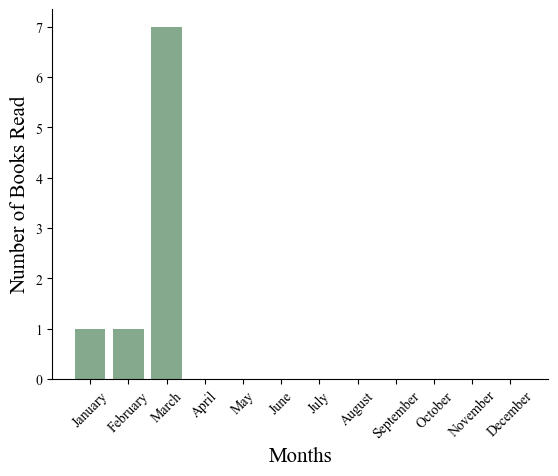 Number of Books Read
7
6
5
4
3
2
1
0
January
February
March
April
May
June
July
August
September
October
November
December
Months